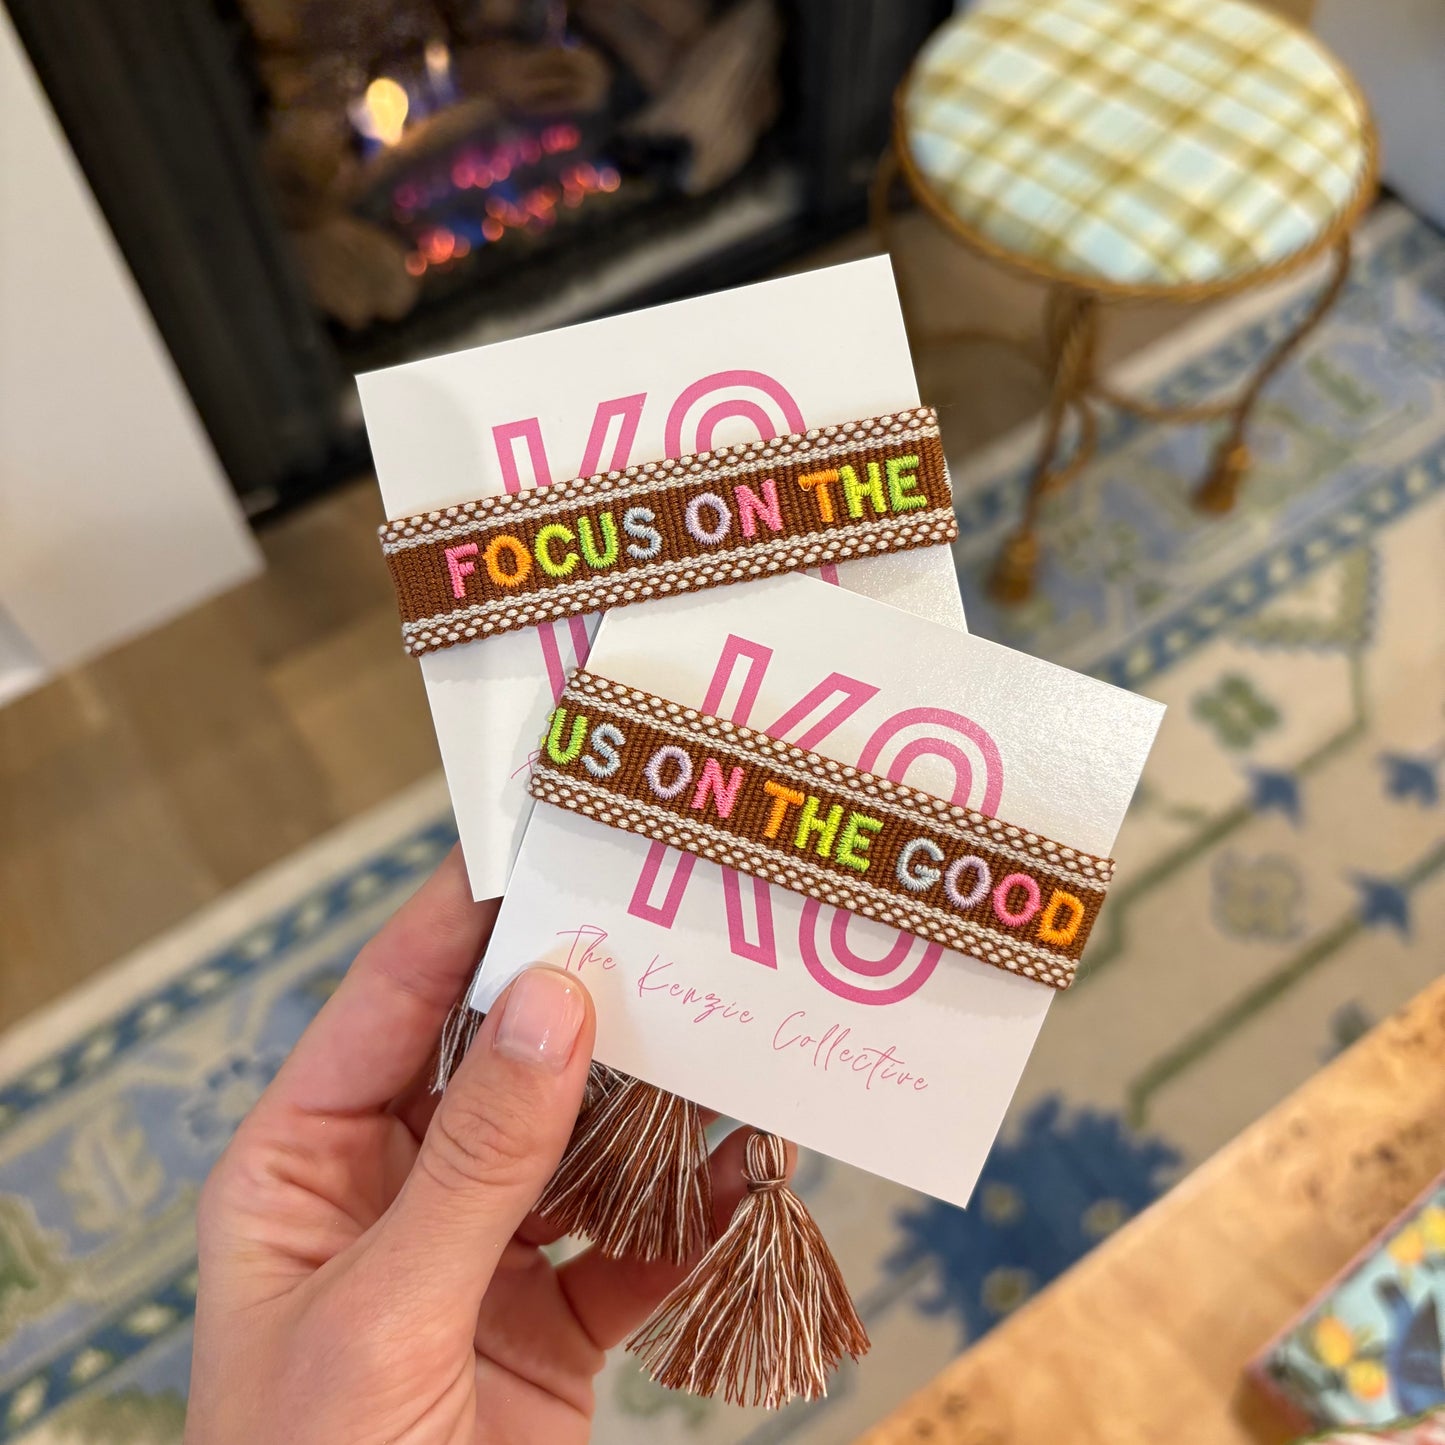 KO
FOCUS ON THE
KO
US ON THE GOOD
The Kenzie Collective